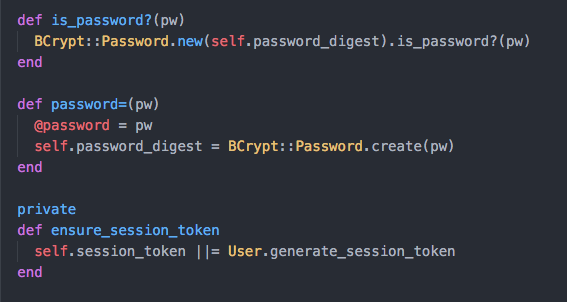 def is_password?(pw)
  BCrypt::Password.new(self.password_digest).is_password?(pw)
end

def password=(pw)
  @password = pw
  self.password_digest = BCrypt::Password.create(pw)
end

private
def ensure_session_token
  self.session_token ||= User.generate_session_token
end